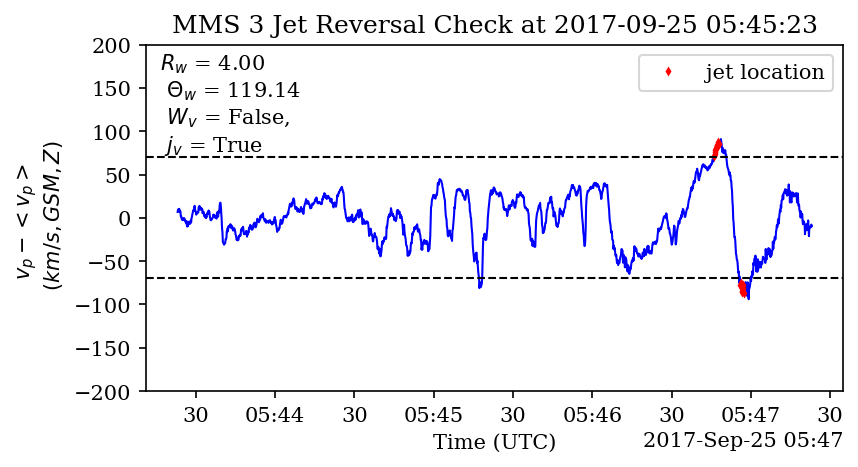 MMS 3 Jet Reversal Check at 2017-09-25 05:45:23
R_w = 4.00
Θ_w = 119.14
W_v = False,
j_v = True
jet location
200
150
100
50
0
−50
−100
−150
−200
v_p − < v_p >
(km/s, GSM, Z)
30 05:44 30 05:45 30 05:46 30 05:47 30
Time (UTC)
2017-Sep-25 05:47